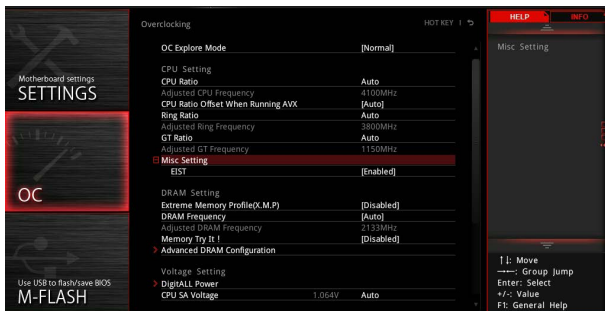 Overclocking
HOT KEY |
HELP
INFO
Motherboard settings
SETTINGS
OC
Use USB to flash/save BIOS
M-FLASH
OC Explore Mode [Normal]
CPU Setting
CPU Ratio Auto
Adjusted CPU Frequency 4100MHz
CPU Ratio Offset When Running AVX [Auto]
Ring Ratio Auto
Adjusted Ring Frequency 3800MHz
GT Ratio Auto
Adjusted GT Frequency 1150MHz
Misc Setting
EIST [Enabled]
DRAM Setting
Extreme Memory Profile(X.M.P) [Disabled]
DRAM Frequency [Auto]
Adjusted DRAM Frequency 2133MHz
Memory Try It ! [Disabled]
Advanced DRAM Configuration
Voltage Setting
DigitALL Power
CPU SA Voltage 1.064V Auto
Misc Setting
↑↓: Move
→←: Group Jump
Enter: Select
+/-: Value
F1: General Help